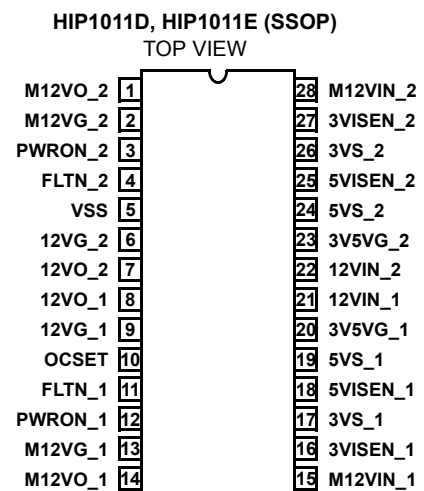 HIP1011D, HIP1011E (SSOP)
TOP VIEW
M12VO_2 1 28 M12VIN_2
M12VG_2 2 27 3VISEN_2
PWRON_2 3 26 3VS_2
FLTN_2 4 25 5VISEN_2
VSS 5 24 5VS_2
12VG_2 6 23 3V5VG_2
12VO_2 7 22 12VIN_2
12VO_1 8 21 12VIN_1
12VG_1 9 20 3V5VG_1
OCSET 10 19 5VS_1
FLTN_1 11 18 5VISEN_1
PWRON_1 12 17 3VS_1
M12VG_1 13 16 3VISEN_1
M12VO_1 14 15 M12VIN_1